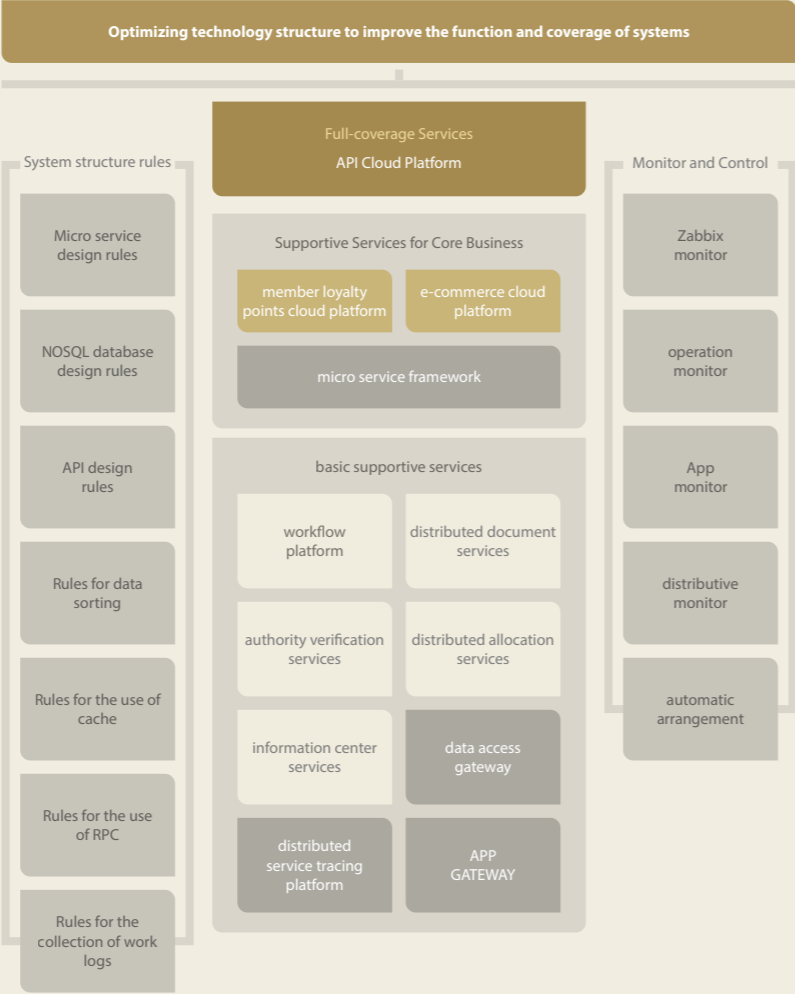 Optimizing technology structure to improve the function and coverage of systems
System structure rules
Micro service
design rules
NOSQL database
design rules
API design
rules
Rules for data
sorting
Rules for the use of
cache
Rules for the use
of RPC
Rules for the
collection of work
logs
Full-coverage Services
API Cloud Platform
Supportive Services for Core Business
member loyalty
points cloud platform
e-commerce cloud
platform
micro service framework
basic supportive services
workflow
platform
distributed document
services
authority verification
services
distributed allocation
services
information center
services
data access
gateway
distributed
service tracing
platform
APP
GATEWAY
Monitor and Control
Zabbix
monitor
operation
monitor
App
monitor
distributive
monitor
automatic
arrangement